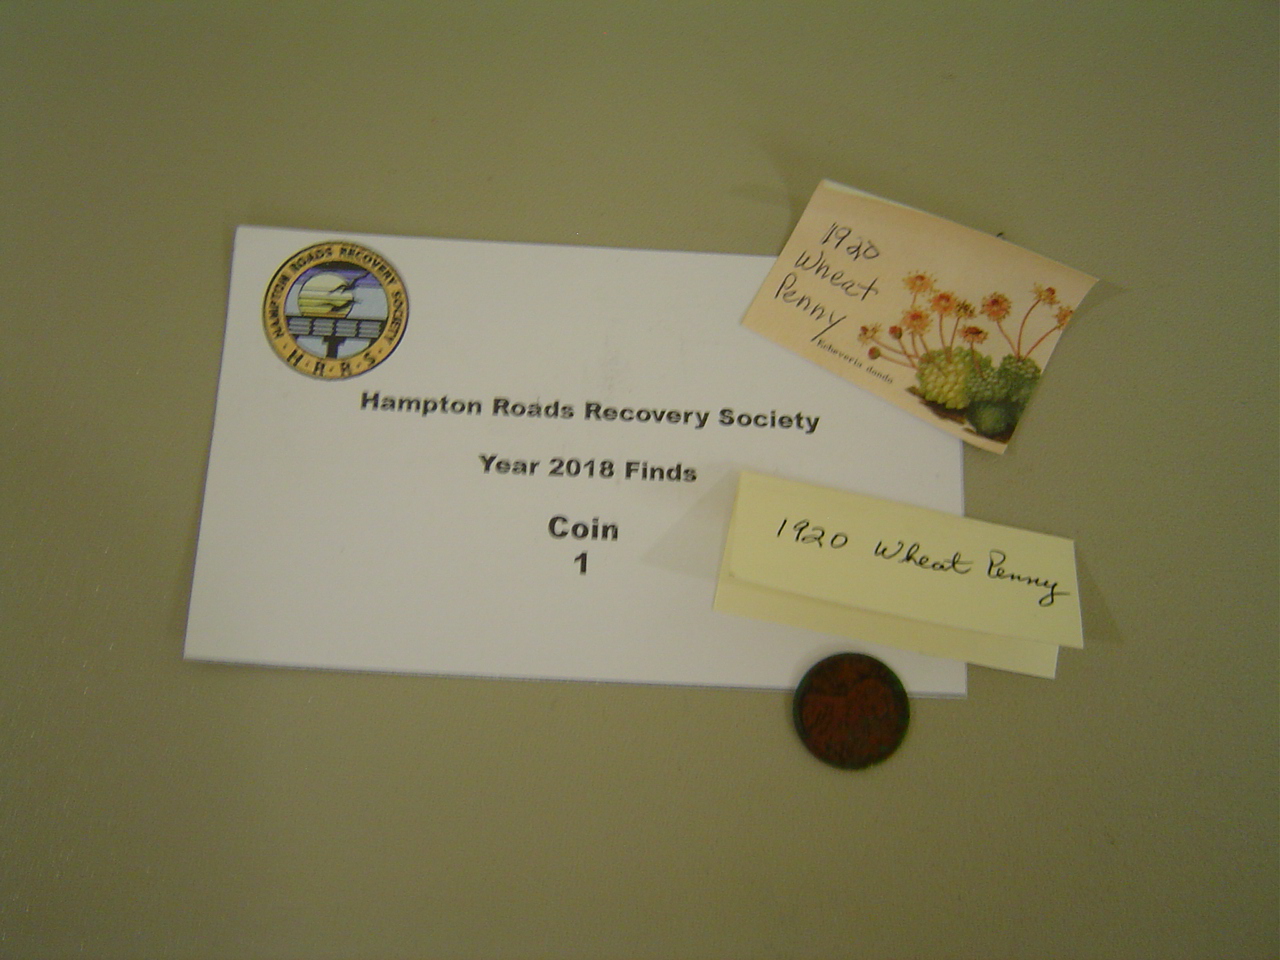 HAMPTON ROADS RECOVERY SOCIETY
H·R·R·S
Hampton Roads Recovery Society
Year 2018 Finds
Coin
1
1920
Wheat
Penny
Echeveria
1920 Wheat Penny